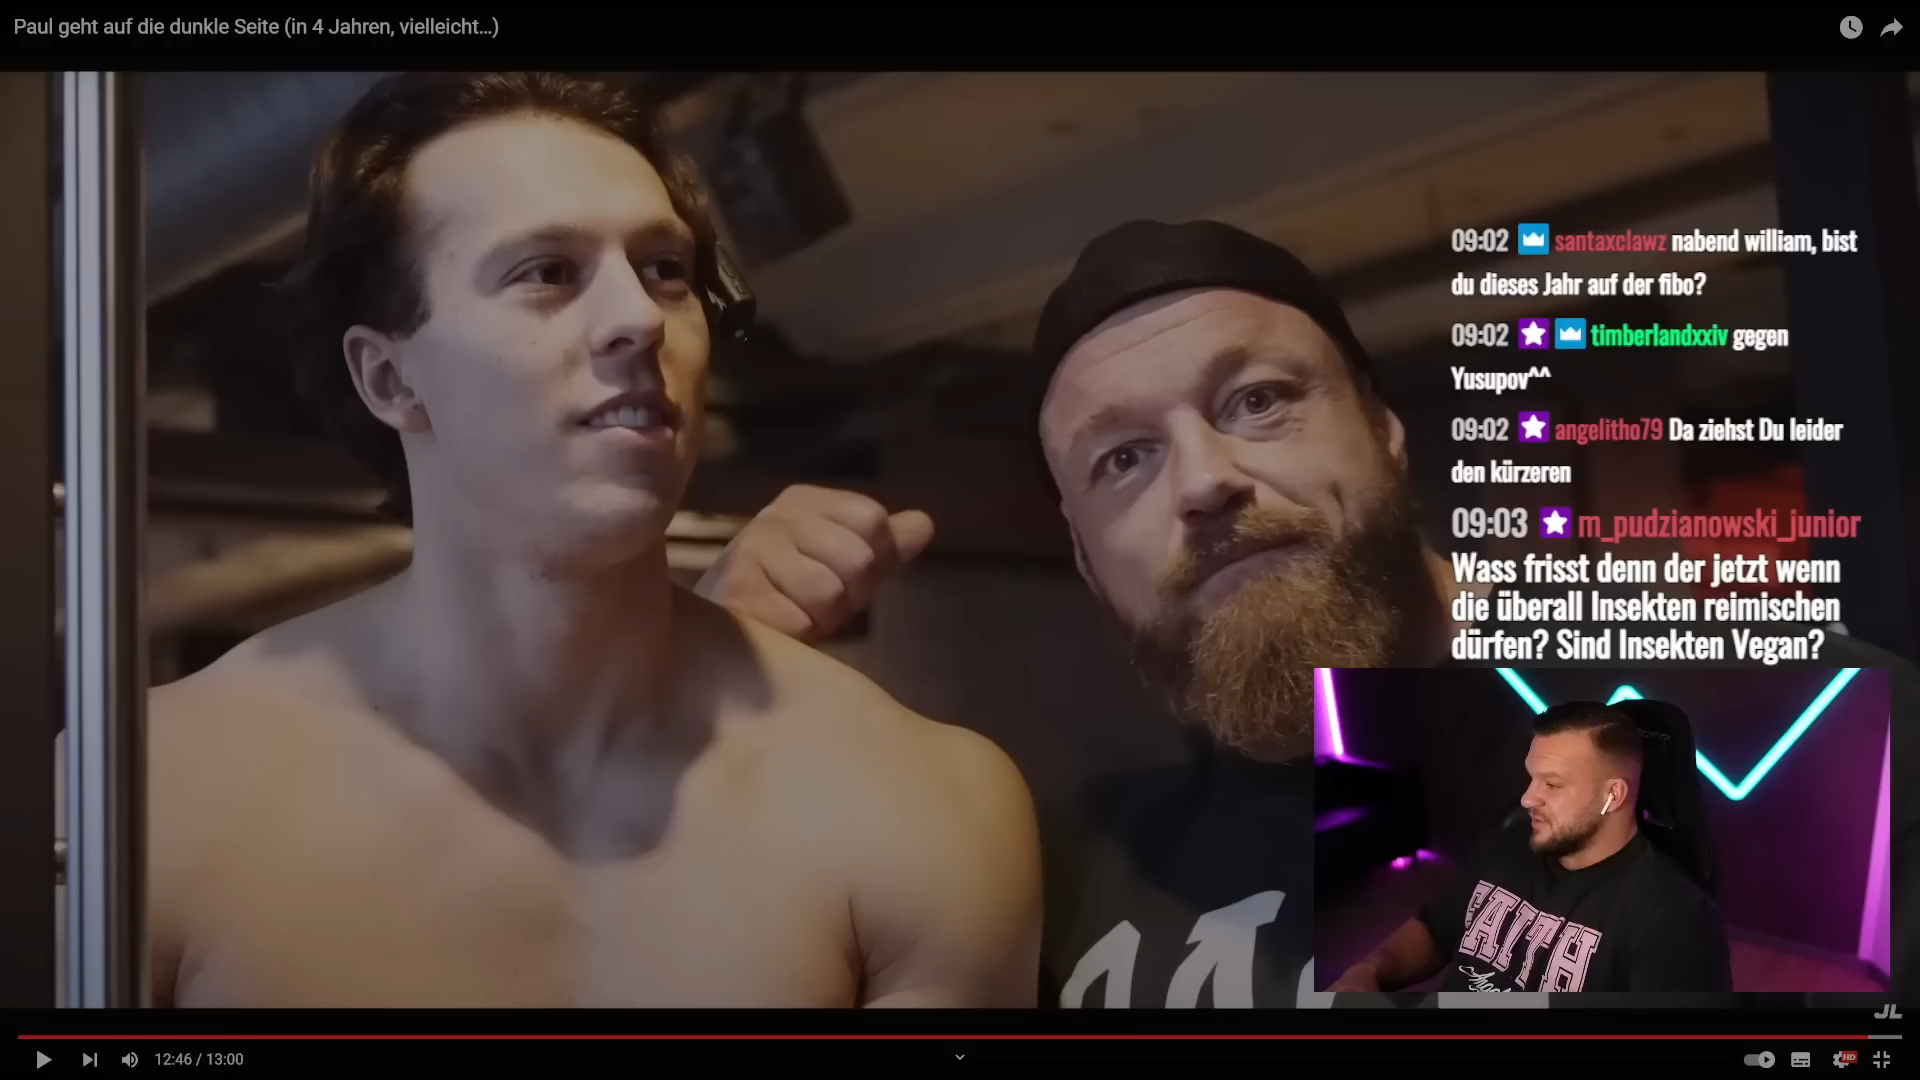 Paul geht auf die dunkle Seite (in 4 Jahren, vielleicht...)
09:02 santaxclawz nabend william, bist
du dieses Jahr auf der fibo?
09:02 timberlandxxiv gegen
Yusupov^^
09:02 angelitho79 Da ziehst Du leider
den kürzeren
09:03 m_pudzianowski_junior
Wass frisst denn der jetzt wenn
die überall Insekten reimischen
dürfen? Sind Insekten Vegan?
FAITH
JL
12:46 / 13:00
HD